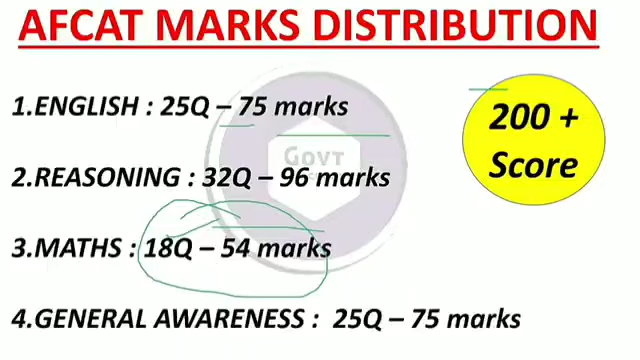 AFCAT MARKS DISTRIBUTION
1.ENGLISH : 25Q – 75 marks
200 +
Score
2.REASONING : 32Q – 96 marks
GOVT
3.MATHS : 18Q – 54 marks
4.GENERAL AWARENESS :  25Q – 75 marks